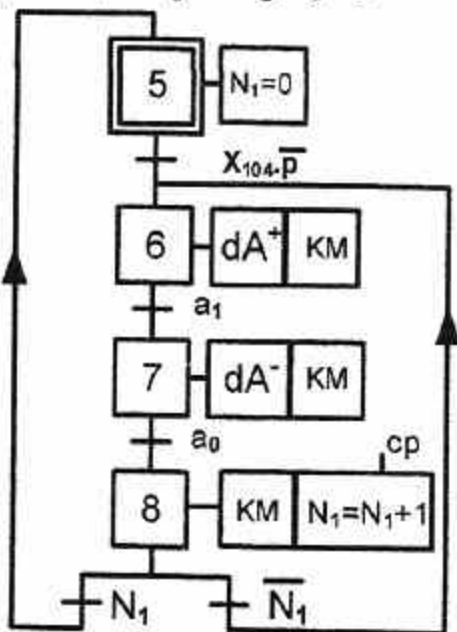 5 N₁=0
X₁₀₄.p̅
6 dA⁺ KM
a₁
7 dA⁻ KM
a₀
cp
8 KM N₁=N₁+1
N₁ N̅₁